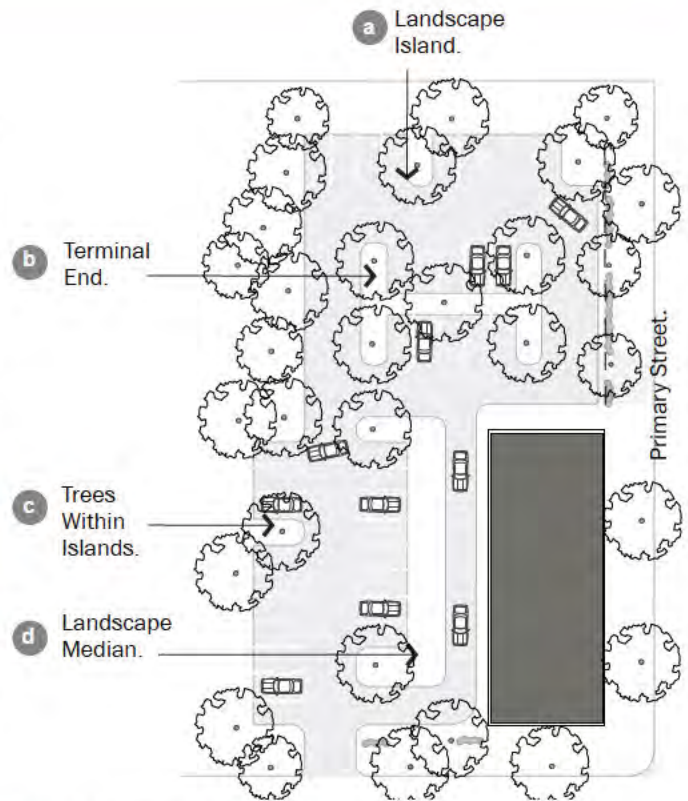 a
Landscape
Island.
b
Terminal
End.
Primary Street.
c
Trees
Within
Islands.
d
Landscape
Median.